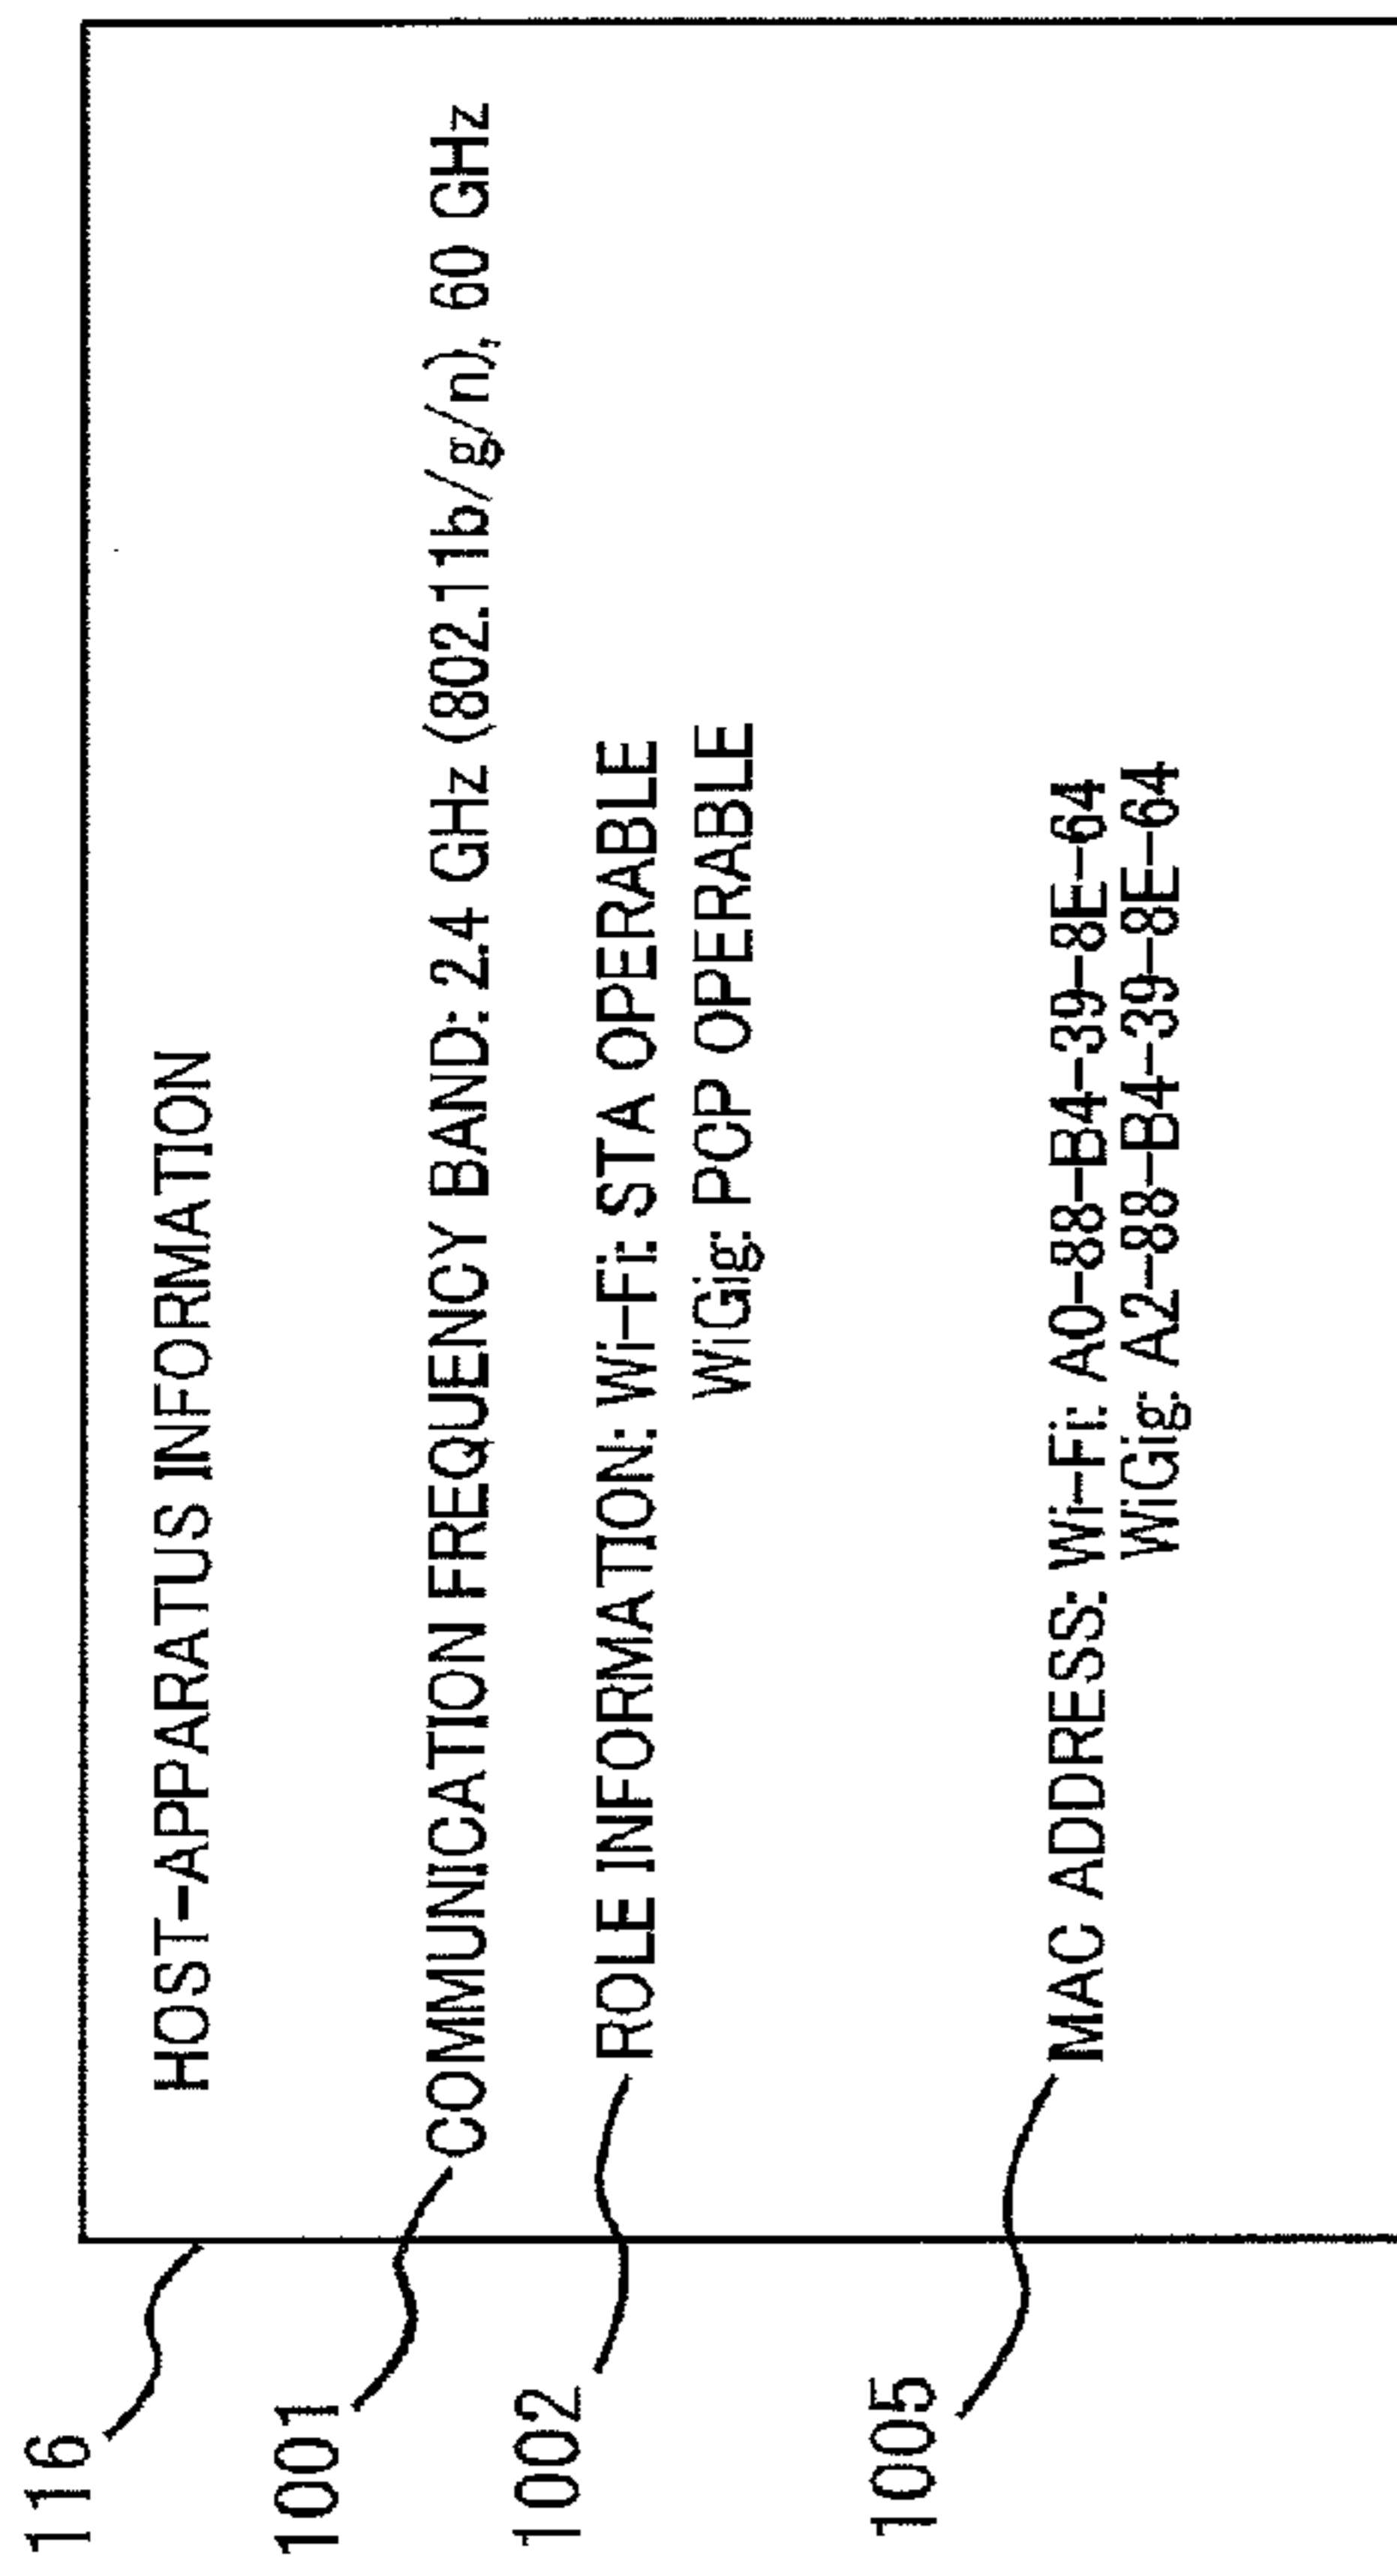 116
HOST-APPARATUS INFORMATION
1001
COMMUNICATION FREQUENCY BAND: 2.4 GHz (802.11b/g/n), 60 GHz
1002
ROLE INFORMATION: Wi-Fi: STA OPERABLE
WiGig: PCP OPERABLE
1005
MAC ADDRESS: Wi-Fi: A0-88-B4-39-8E-64
WiGig: A2-88-B4-39-8E-64